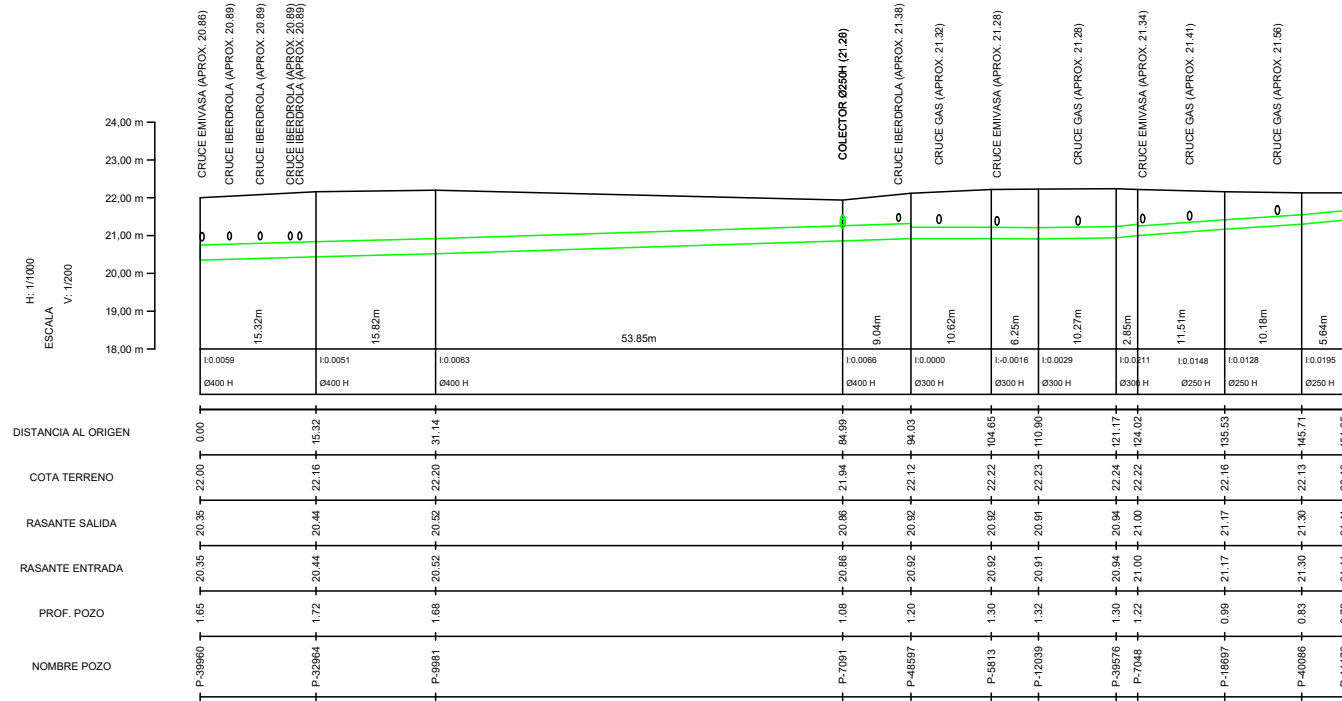 CRUCE EMIVASA (APROX. 20.86)
CRUCE IBERDROLA (APROX. 20.89)
CRUCE IBERDROLA (APROX. 20.89)
CRUCE IBERDROLA (APROX. 20.89)
CRUCE IBERDROLA (APROX. 20.89)
COLECTOR Ø250H (21.28)
CRUCE IBERDROLA (APROX. 21.38)
CRUCE GAS (APROX. 21.32)
CRUCE EMIVASA (APROX. 21.28)
CRUCE GAS (APROX. 21.28)
CRUCE EMIVASA (APROX. 21.34)
CRUCE GAS (APROX. 21.41)
CRUCE GAS (APROX. 21.56)
24,00 m
23,00 m
22,00 m
21,00 m
20,00 m
19,00 m
18,00 m
H: 1/1000
ESCALA
V: 1/200
15.32m 15.82m 53.85m 9.04m 10.62m 6.25m 10.27m 2.85m 11.51m 10.18m 5.64m
I:0.0059 I:0.0051 I:0.0063 I:0.0066 I:0.0000 I:-0.0016 I:0.0029 I:0.0211 I:0.0148 I:0.0128 I:0.0195
Ø400 H Ø400 H Ø400 H Ø400 H Ø300 H Ø300 H Ø300 H Ø300 H Ø250 H Ø250 H Ø250 H
DISTANCIA AL ORIGEN 0.00 15.32 31.14 84.99 94.03 104.65 110.90 121.17 124.02 135.53 145.71
COTA TERRENO 22.00 22.16 22.20 21.94 22.12 22.22 22.23 22.24 22.22 22.16 22.13
RASANTE SALIDA 20.35 20.44 20.52 20.86 20.92 20.92 20.91 20.94 21.00 21.17 21.30
RASANTE ENTRADA 20.35 20.44 20.52 20.86 20.92 20.92 20.91 20.94 21.00 21.17 21.30
PROF. POZO 1.65 1.72 1.68 1.08 1.20 1.30 1.32 1.30 1.22 0.99 0.83
NOMBRE POZO P-39960 P-32964 P-9981 P-7091 P-48597 P-5813 P-12039 P-39576 P-7048 P-18697 P-40086